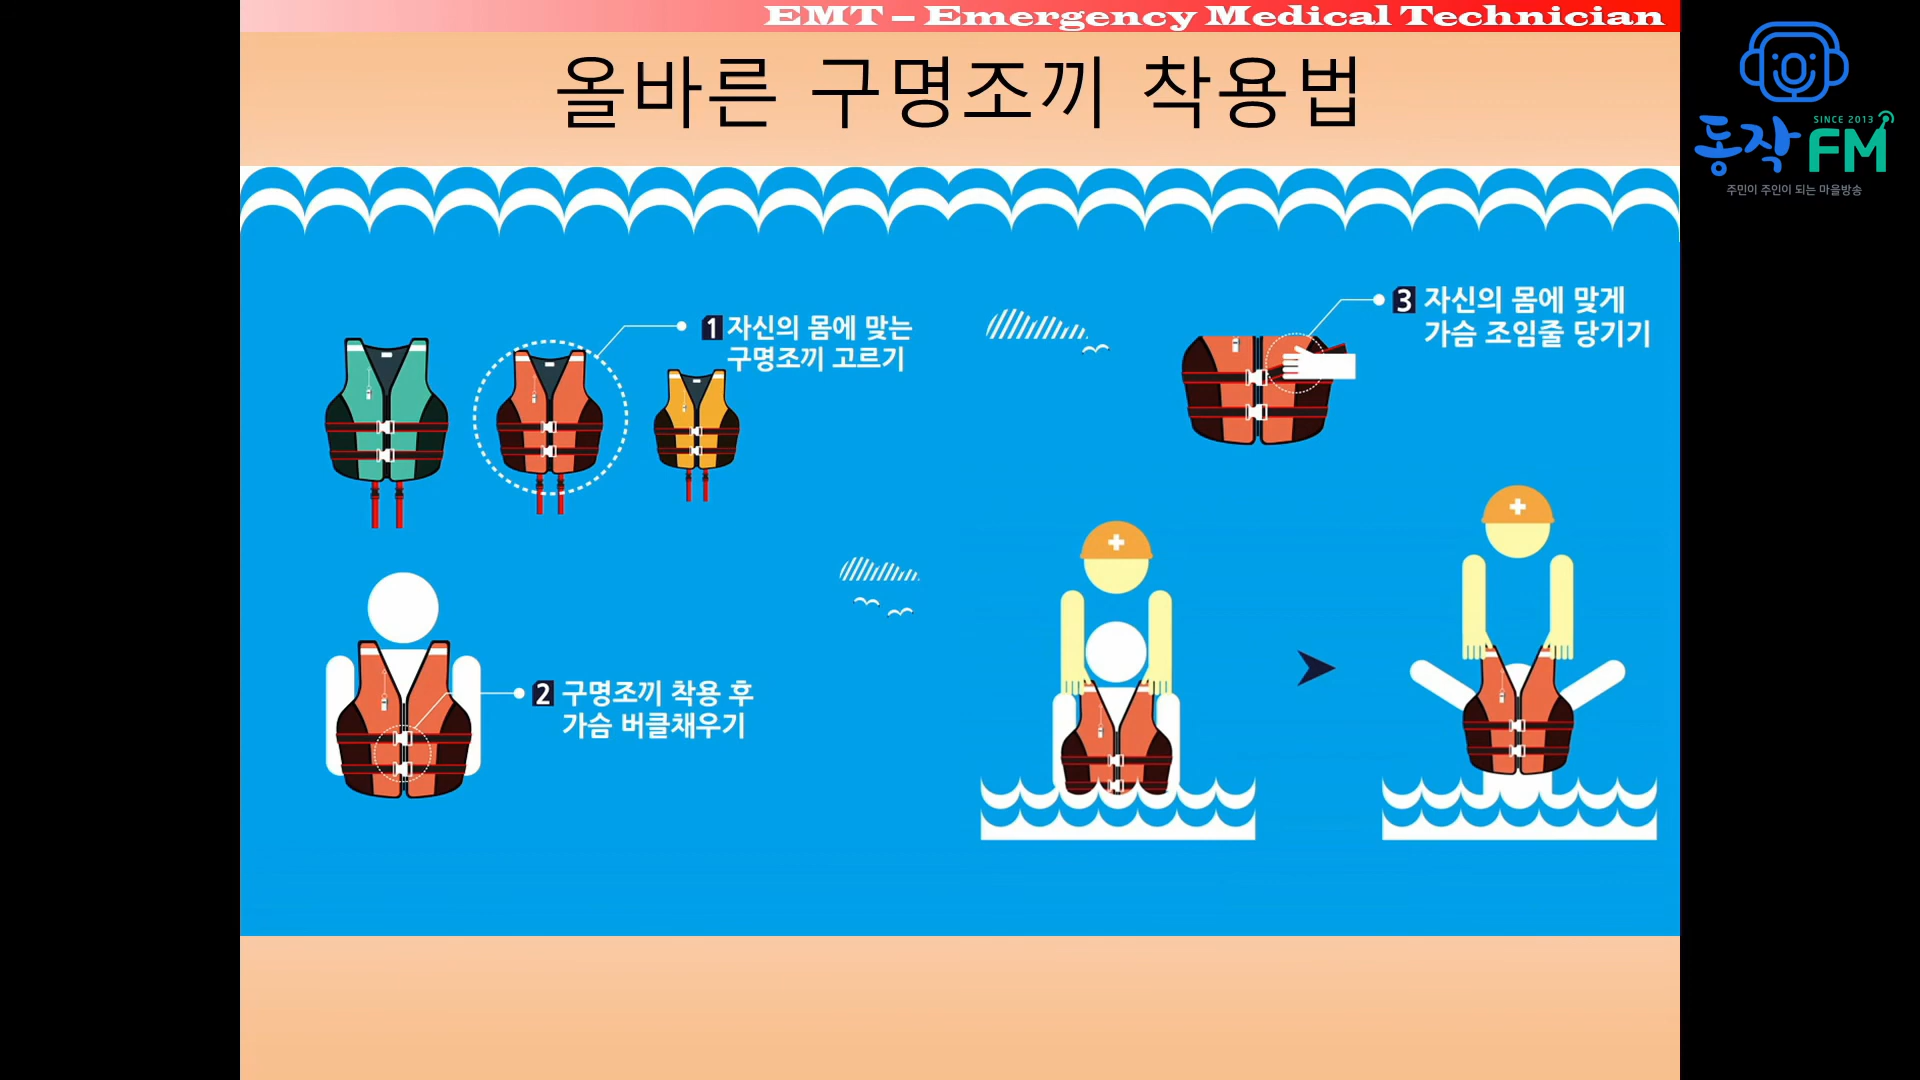 EMT – Emergency Medical Technician
올바른 구명조끼 착용법
SINCE 2013
동작 FM
주민이 주인이 되는 마을방송
1 자신의 몸에 맞는
구명조끼 고르기
2 구명조끼 착용 후
가슴 버클채우기
3 자신의 몸에 맞게
가슴 조임줄 당기기